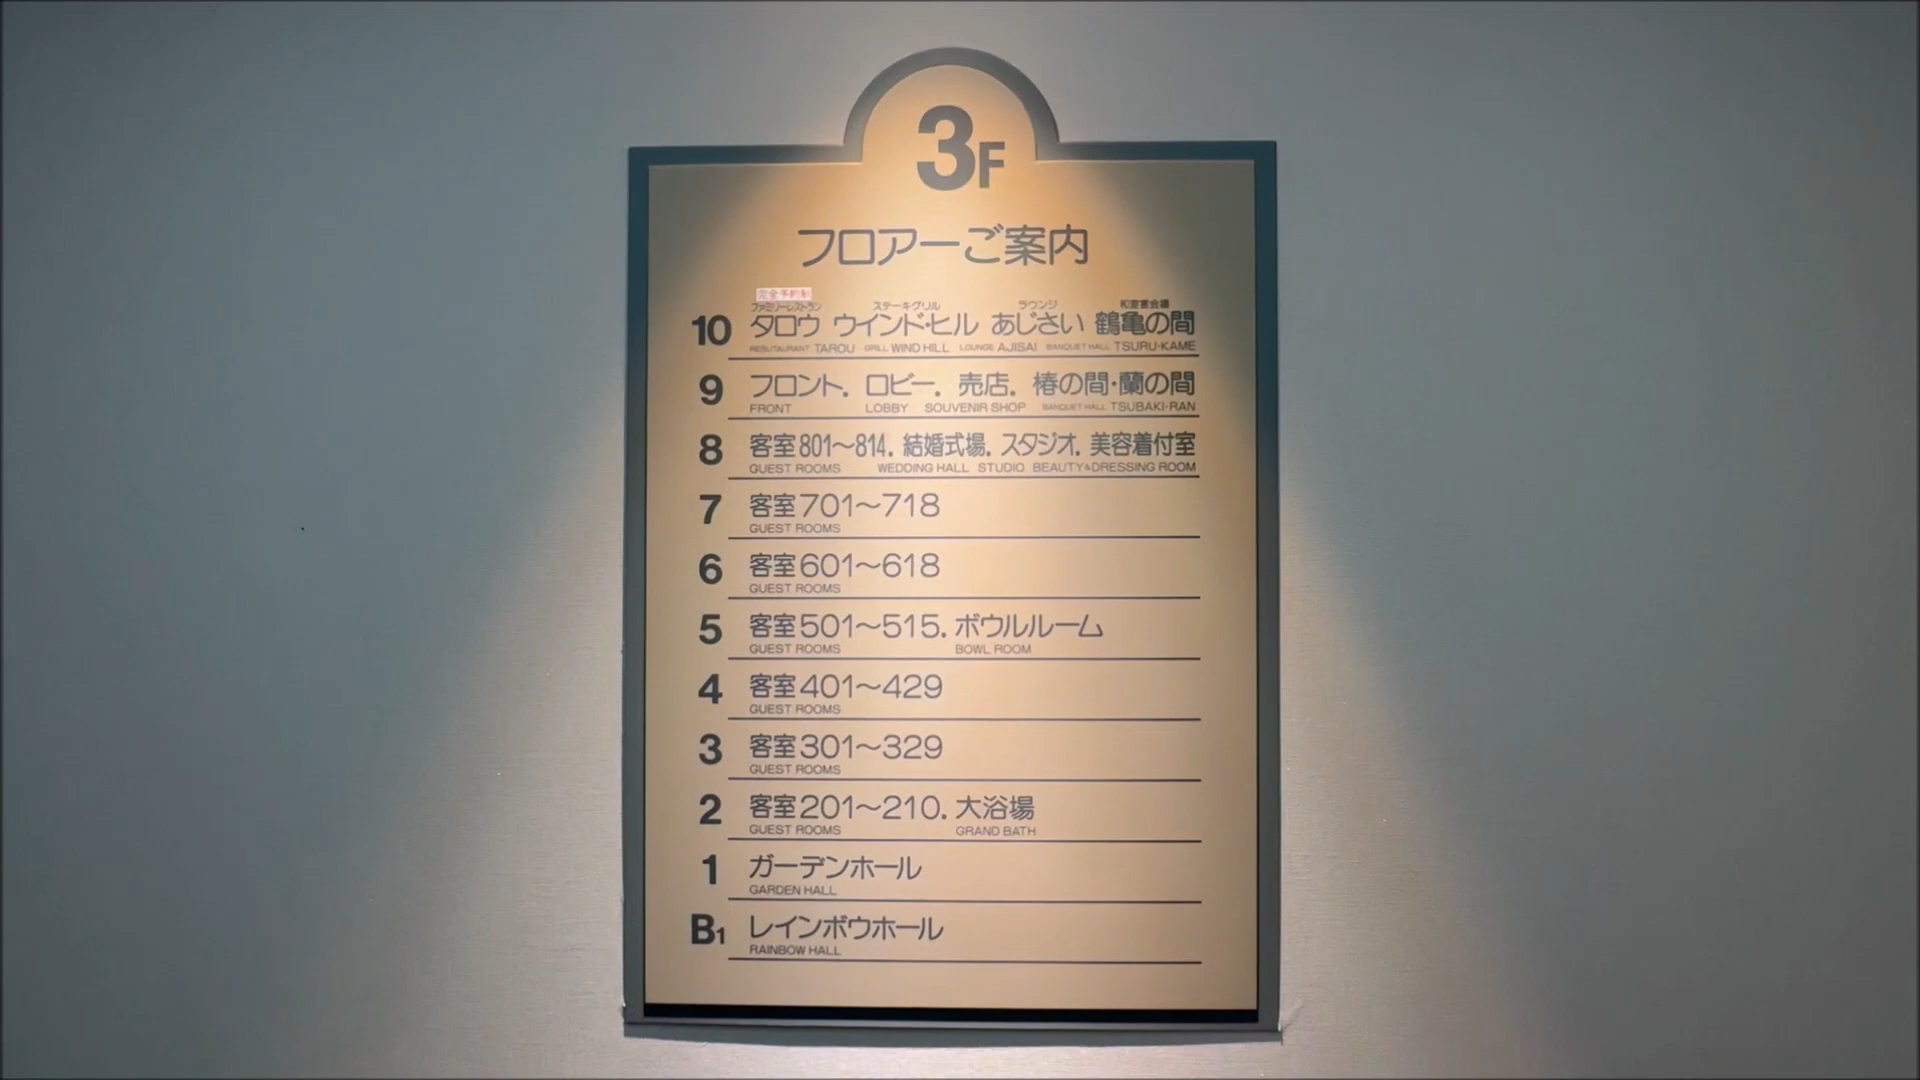 3F
フロアーご案内
完全予約制
ファミリーレストラン ステーキグリル ラウンジ 和室宴会場
10 タロウ ウインド・ヒル あじさい 鶴亀の間
RESUTAURANT TAROU GRILL WIND HILL LOUNGE AJISAI BANQUET HALL TSURU・KAME
9 フロント. ロビー. 売店. 椿の間・蘭の間
FRONT LOBBY SOUVENIR SHOP BANQUET HALL TSUBAKI・RAN
8 客室801〜814. 結婚式場. スタジオ. 美容着付室
GUEST ROOMS WEDDING HALL STUDIO BEAUTY&DRESSING ROOM
7 客室701〜718
GUEST ROOMS
6 客室601〜618
GUEST ROOMS
5 客室501〜515. ボウルルーム
GUEST ROOMS BOWL ROOM
4 客室401〜429
GUEST ROOMS
3 客室301〜329
GUEST ROOMS
2 客室201〜210. 大浴場
GUEST ROOMS GRAND BATH
1 ガーデンホール
GARDEN HALL
B1 レインボウホール
RAINBOW HALL